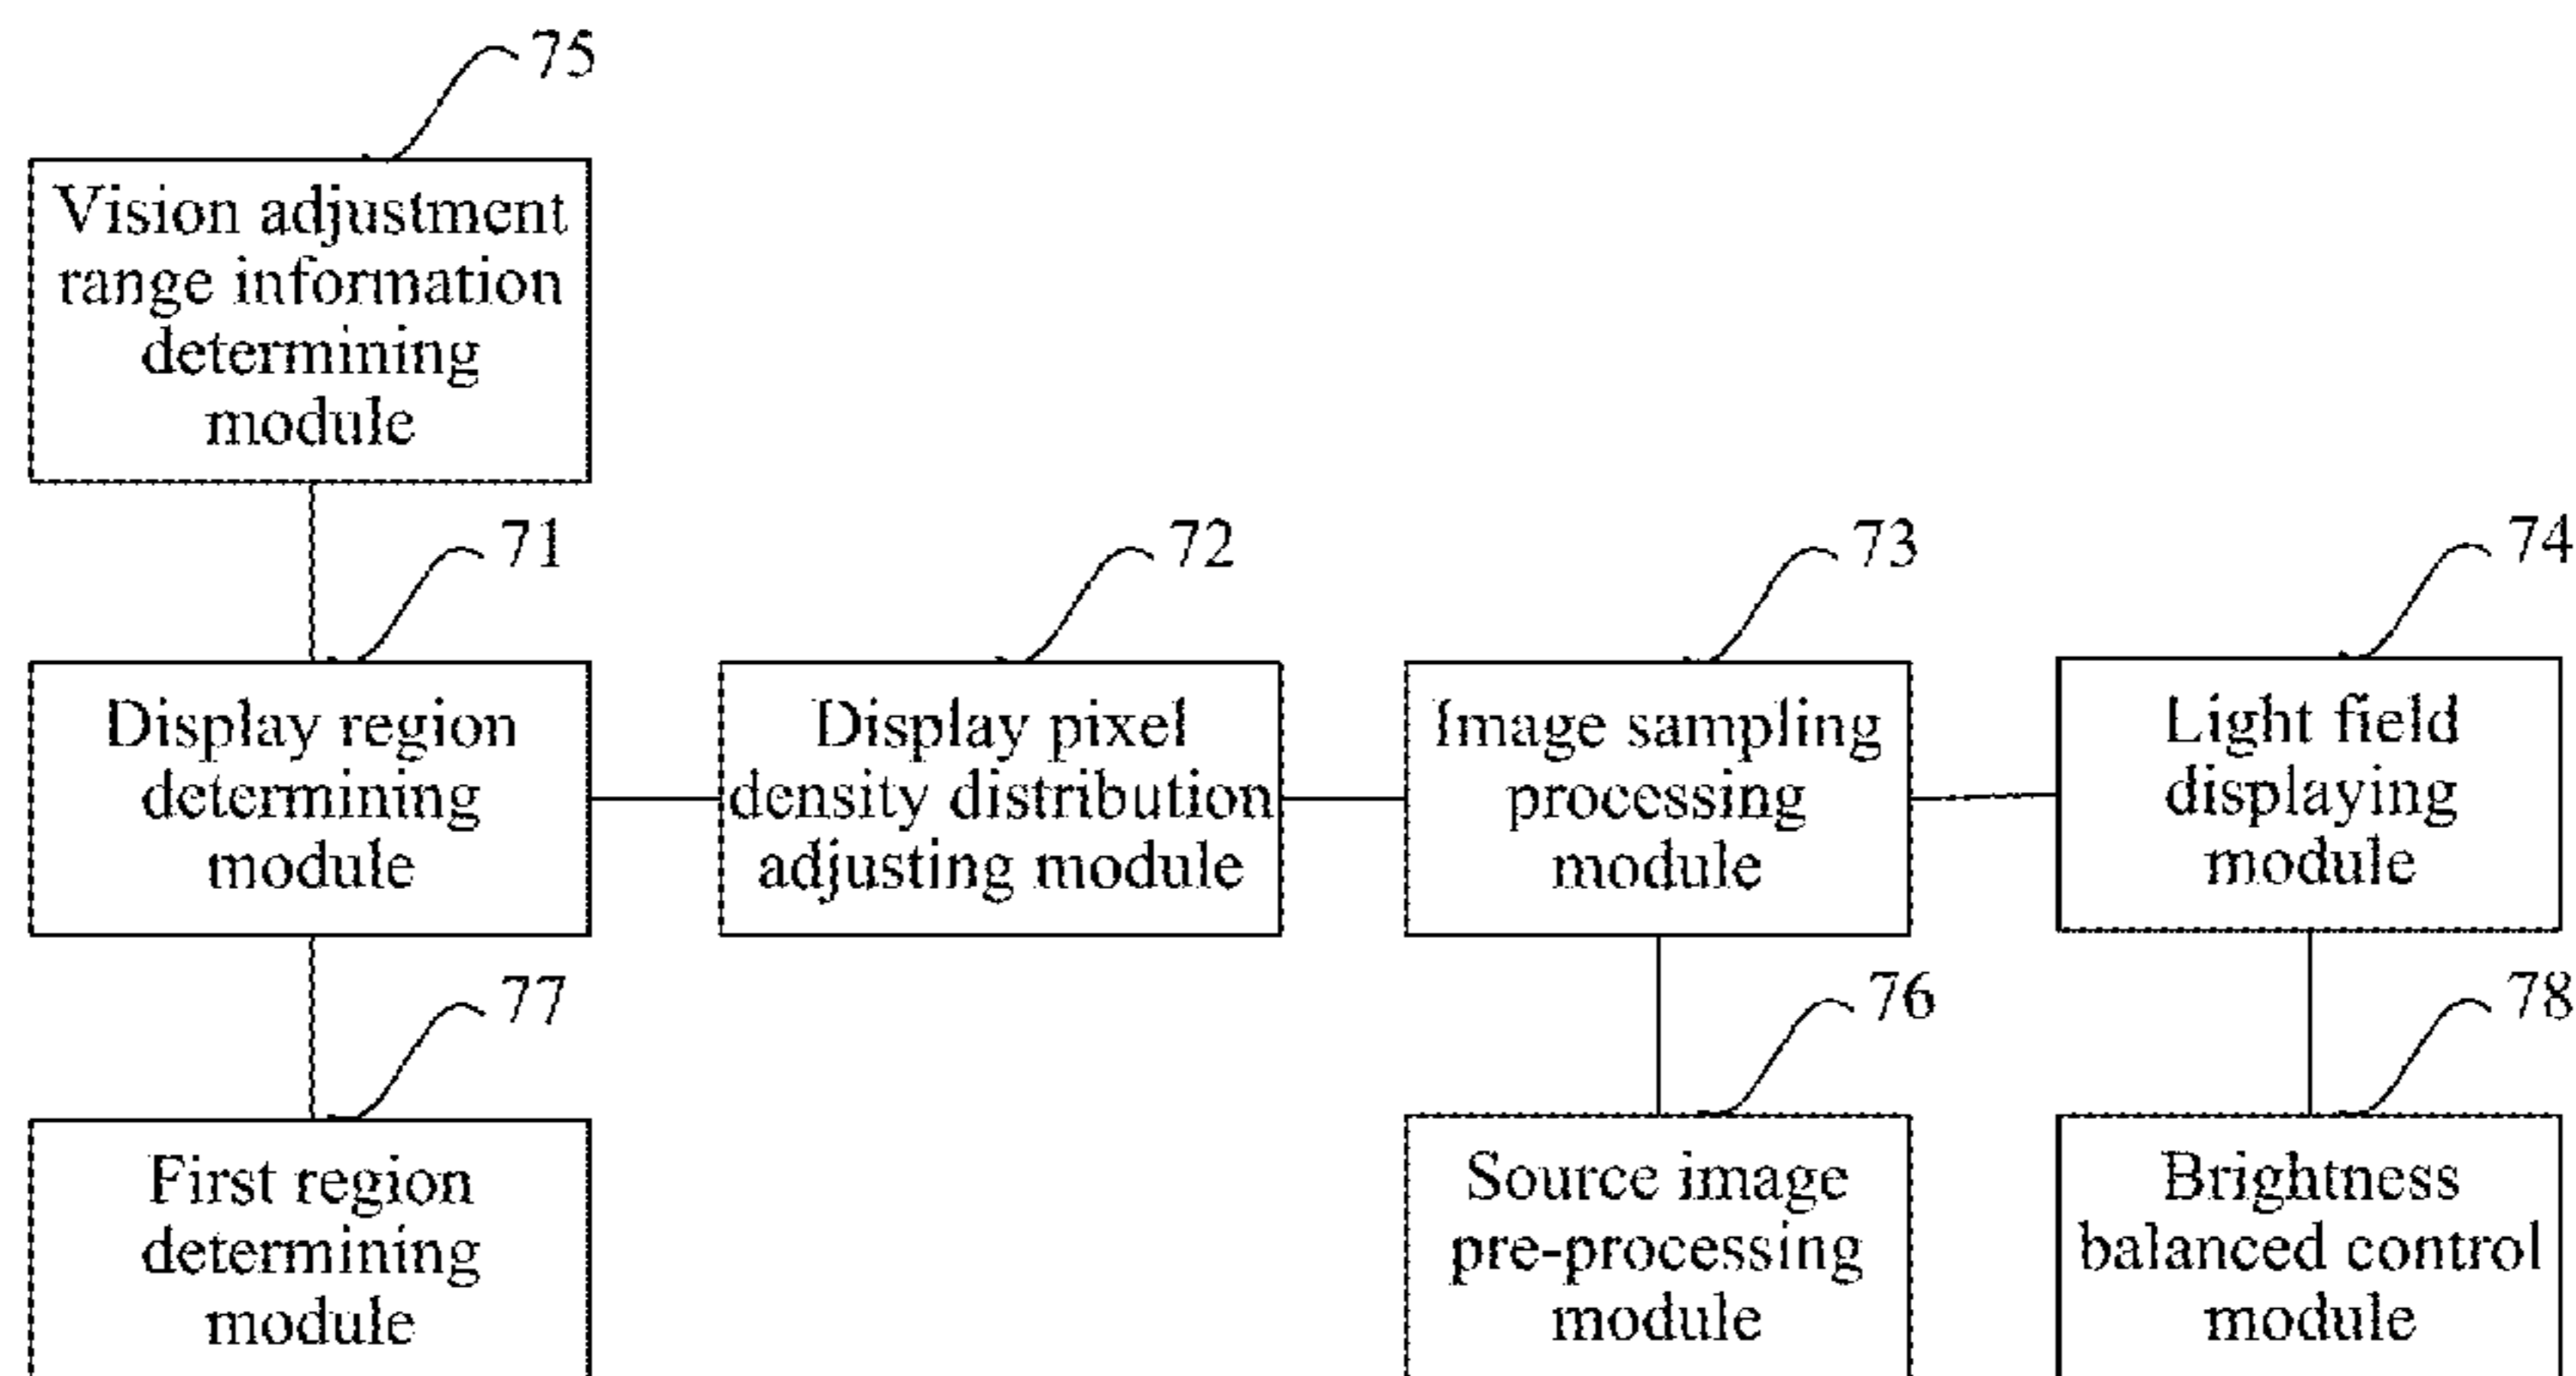 75
Vision adjustment
range information
determining
module
71
Display region
determining
module
72
Display pixel
density distribution
adjusting module
73
Image sampling
processing
module
74
Light field
displaying
module
77
First region
determining
module
76
Source image
pre-processing
module
78
Brightness
balanced control
module